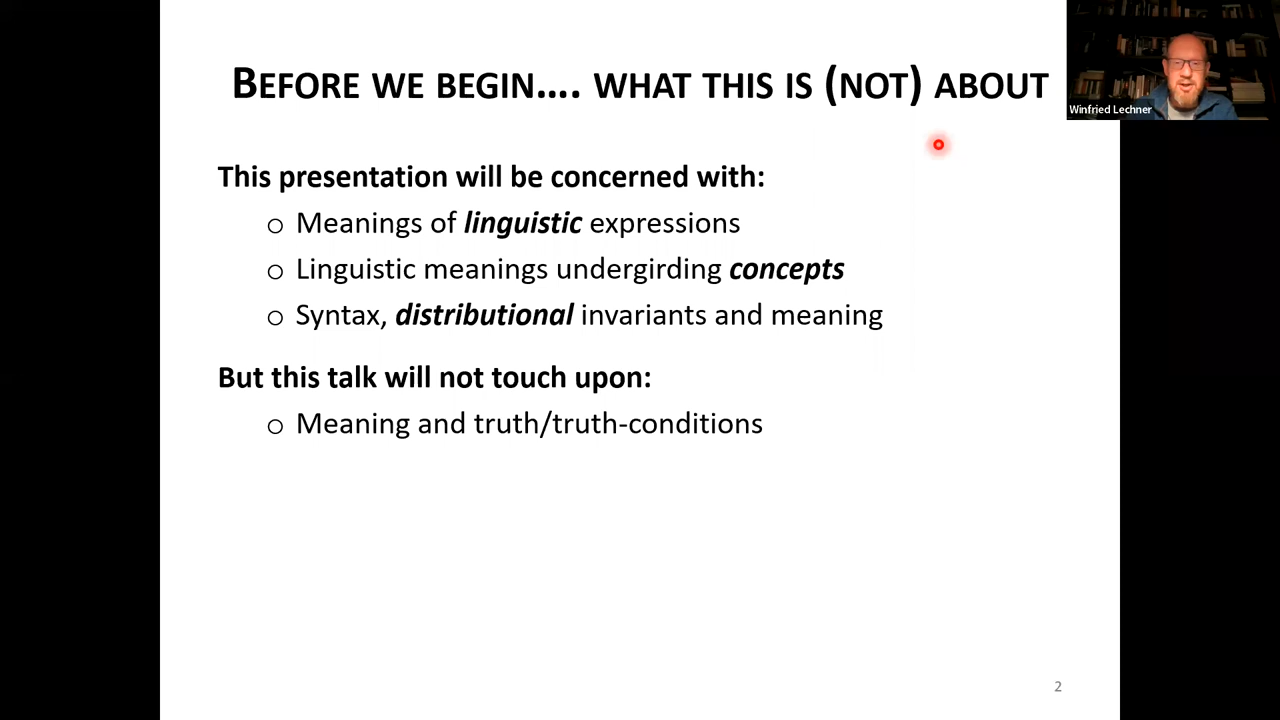 BEFORE WE BEGIN.... WHAT THIS IS (NOT) ABOUT
Winfried Lechner
This presentation will be concerned with:
○ Meanings of linguistic expressions
○ Linguistic meanings undergirding concepts
○ Syntax, distributional invariants and meaning
But this talk will not touch upon:
○ Meaning and truth/truth-conditions
2